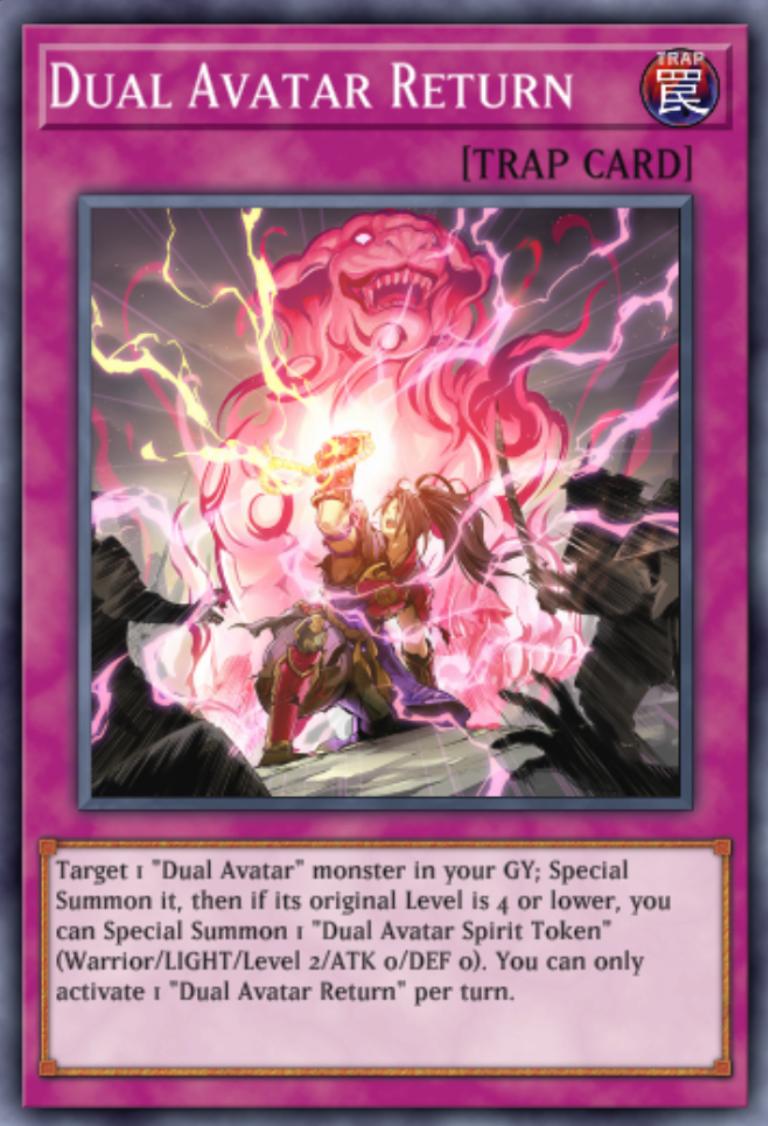 DUAL AVATAR RETURN
TRAP
罠
[TRAP CARD]
Target 1 "Dual Avatar" monster in your GY; Special
Summon it, then if its original Level is 4 or lower, you
can Special Summon 1 "Dual Avatar Spirit Token"
(Warrior/LIGHT/Level 2/ATK 0/DEF 0). You can only
activate 1 "Dual Avatar Return" per turn.